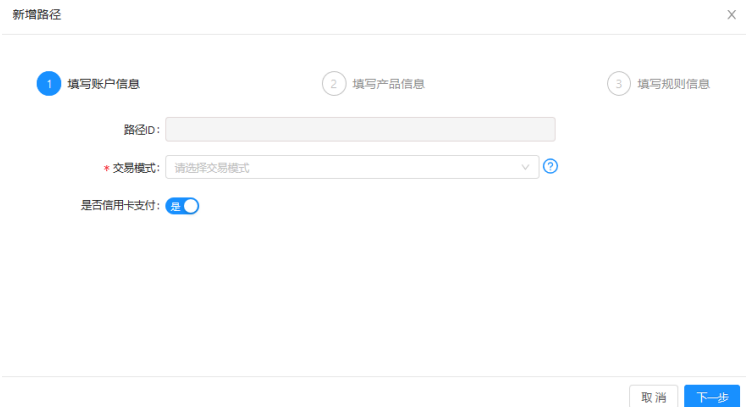 新增路径
1 填写账户信息 2 填写产品信息 3 填写规则信息
路径ID:
* 交易模式: 请选择交易模式 ?
是否信用卡支付: 是
取 消 下一步